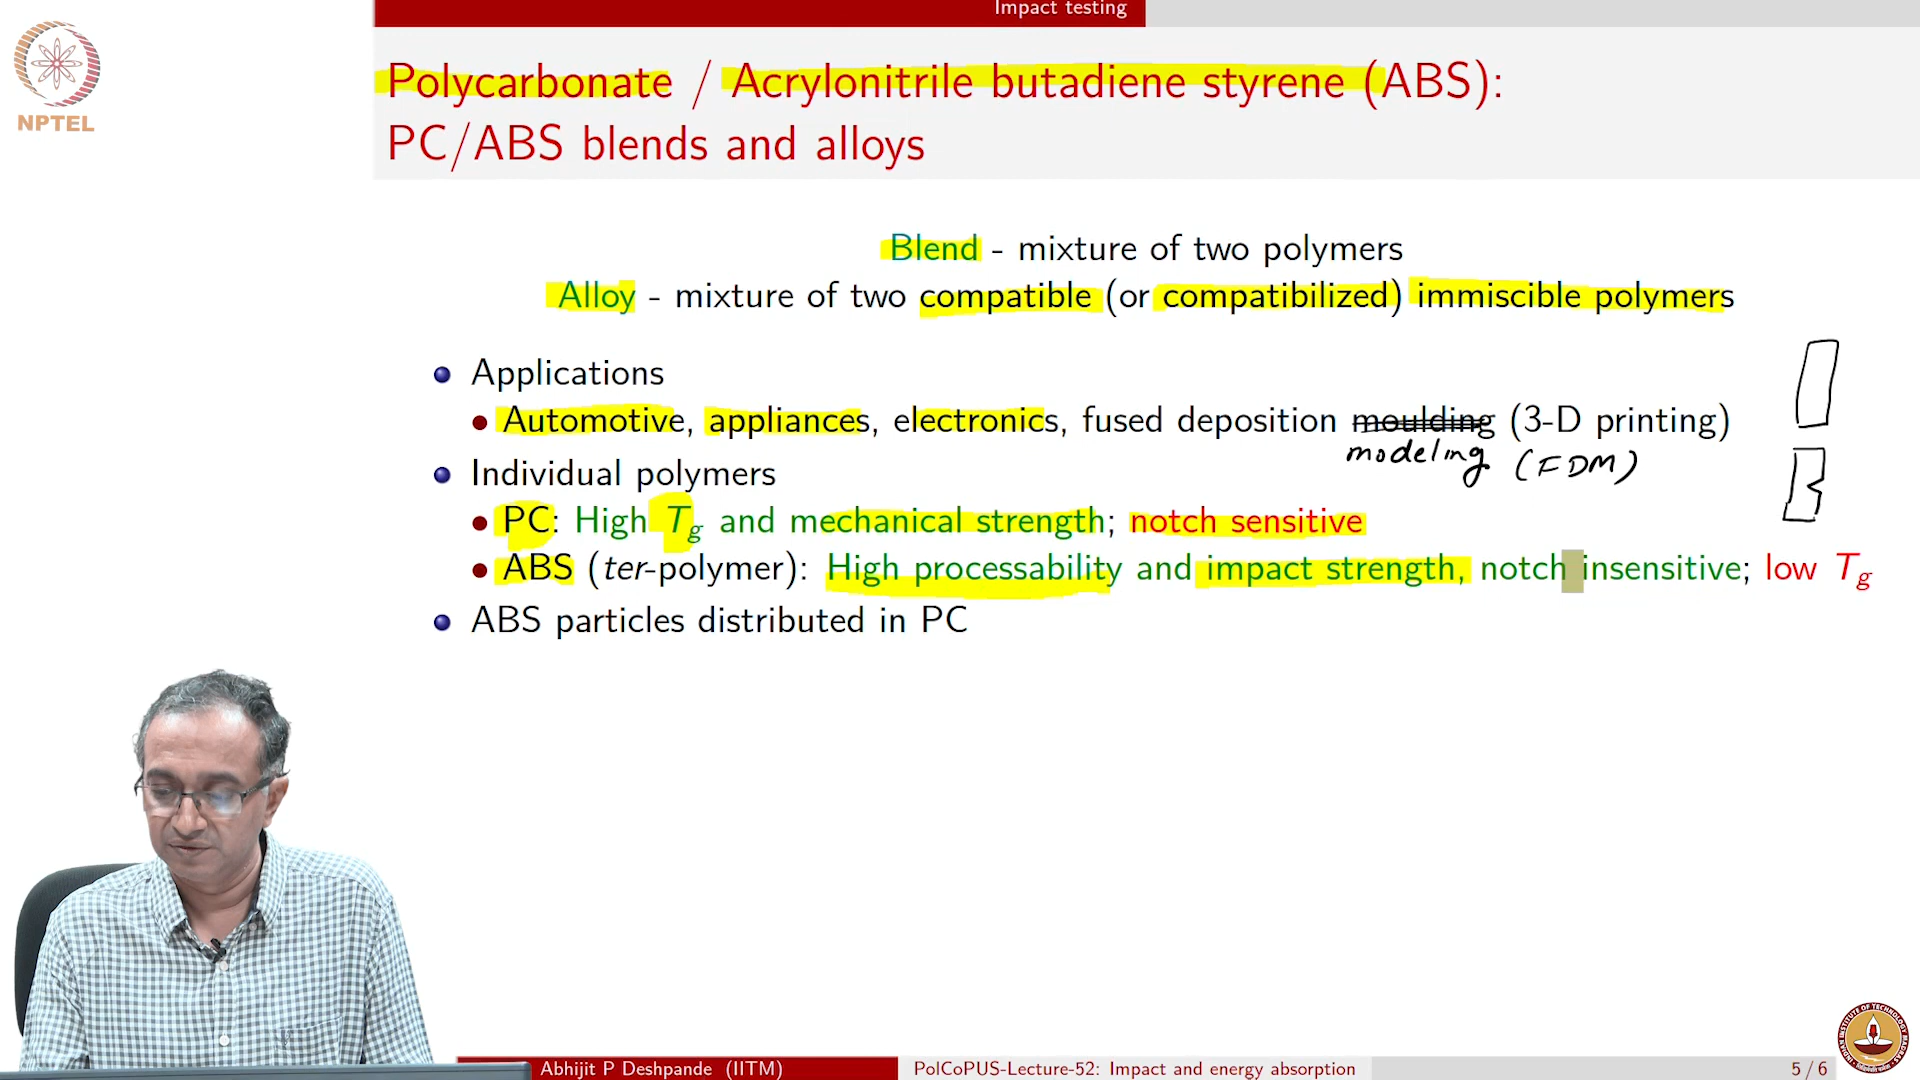 Impact testing
NPTEL
Polycarbonate / Acrylonitrile butadiene styrene (ABS):
PC/ABS blends and alloys
Blend - mixture of two polymers
Alloy - mixture of two compatible (or compatibilized) immiscible polymers
Applications
Automotive, appliances, electronics, fused deposition moulding (3-D printing)
modeling (FDM)
Individual polymers
PC: High Tg and mechanical strength; notch sensitive
ABS (ter-polymer): High processability and impact strength, notch insensitive; low Tg
ABS particles distributed in PC
Abhijit P Deshpande (IITM) PolCoPUS-Lecture-52: Impact and energy absorption 5 / 6